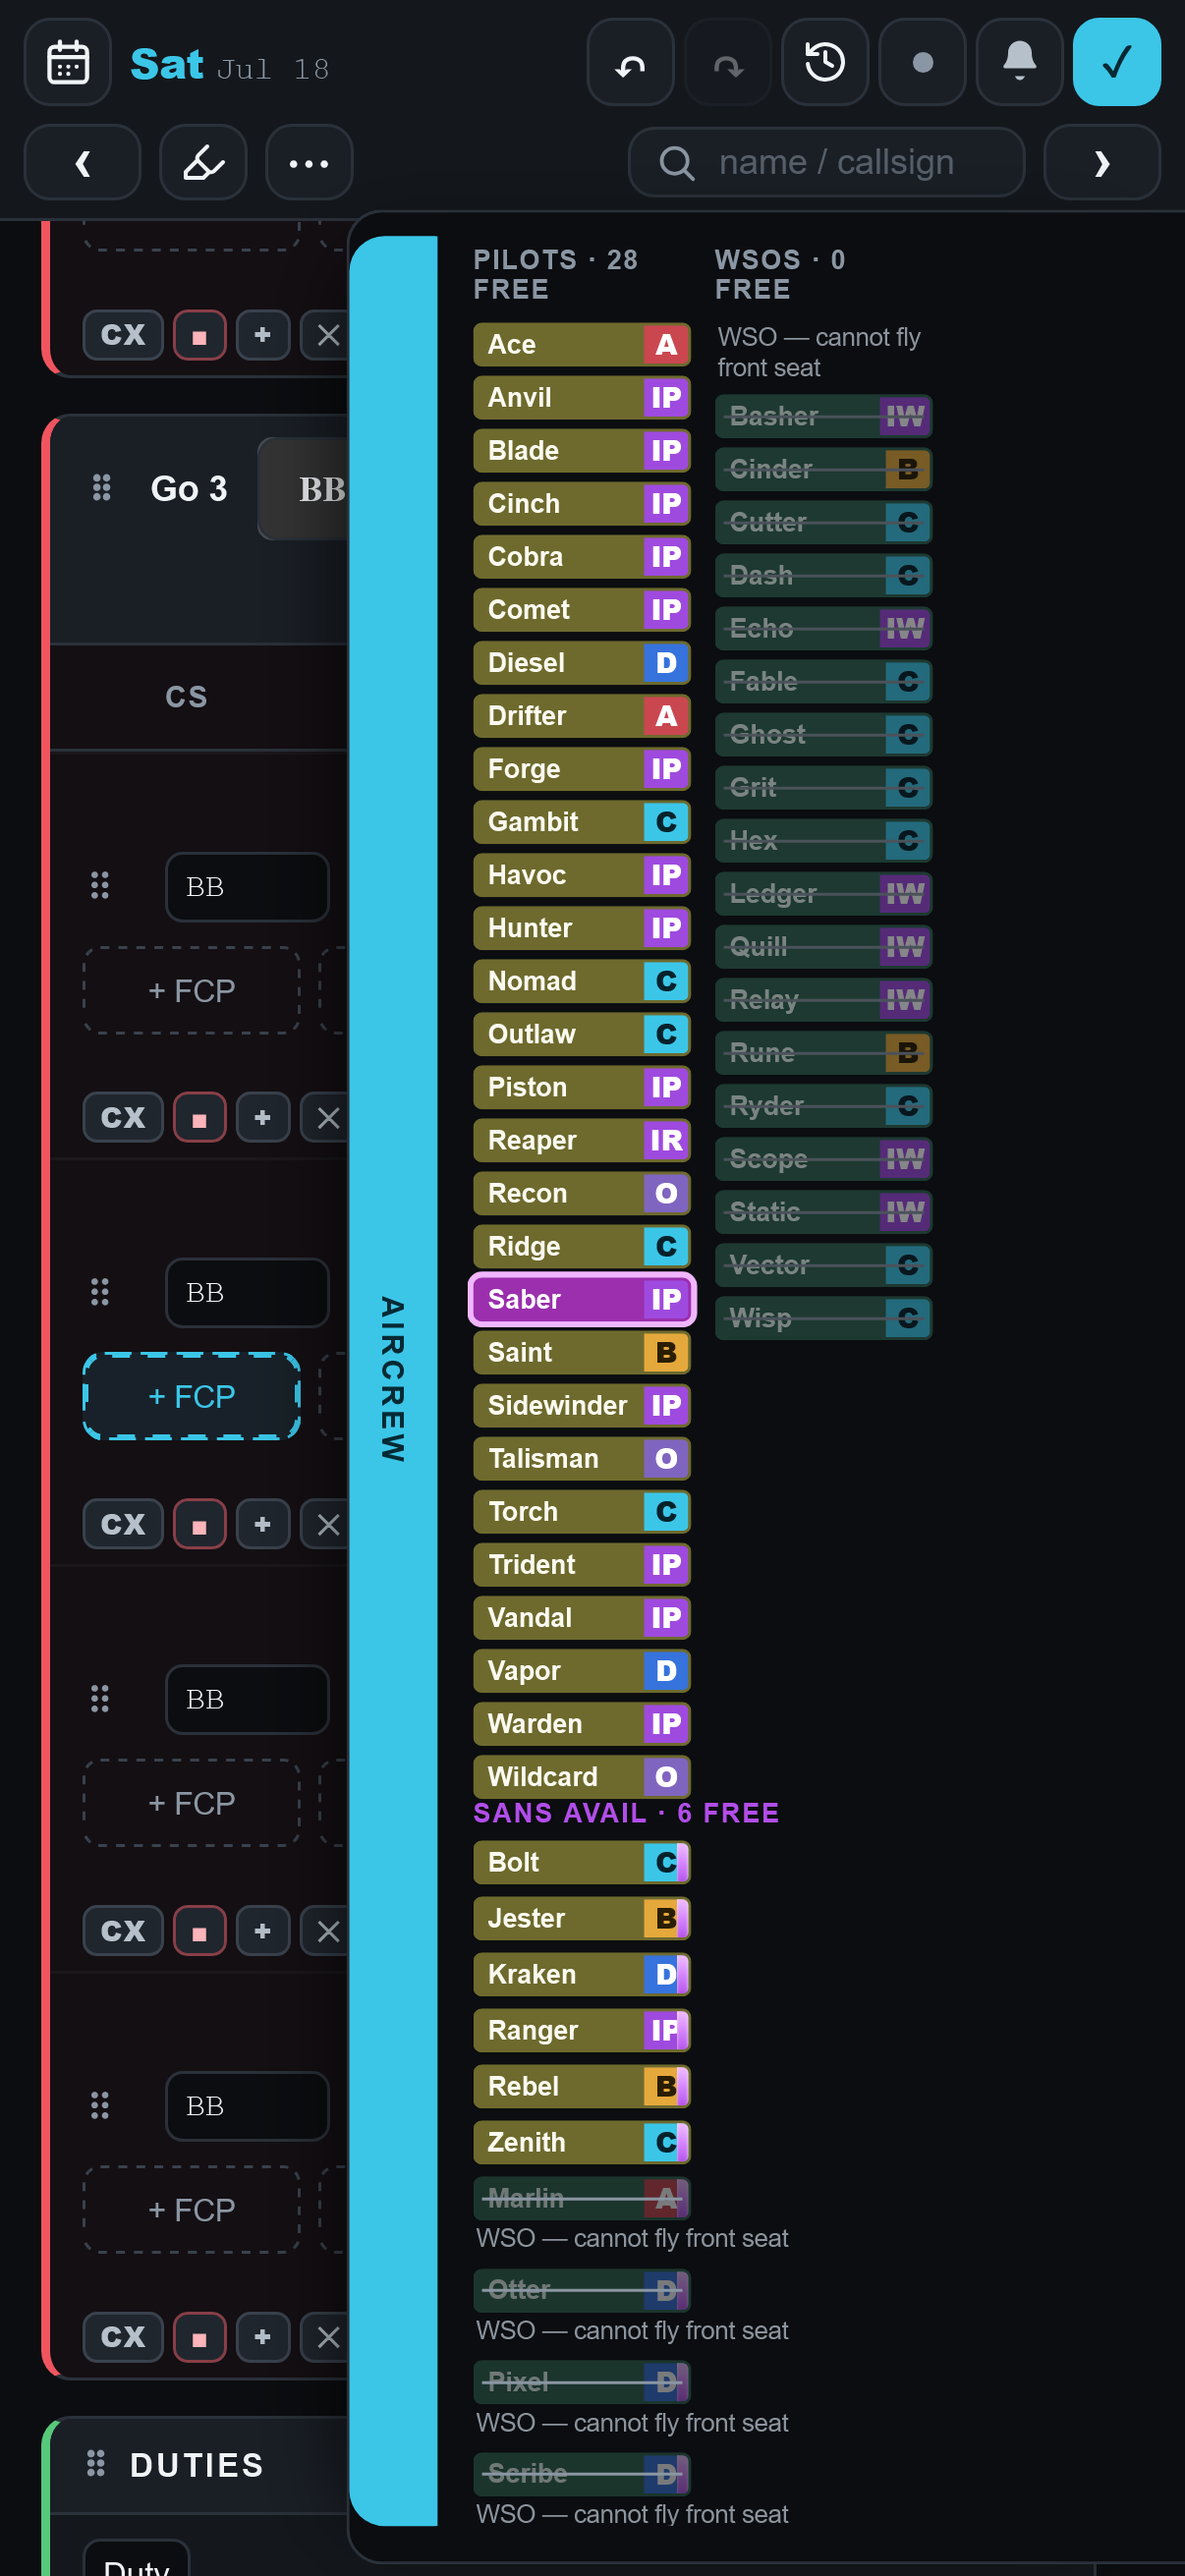 Sat Jul 18
name / callsign
CX
Go 3
BB
CS
BB
+ FCP
CX
BB
+ FCP
CX
BB
+ FCP
CX
BB
+ FCP
CX
DUTIES
Duty
AIRCREW
PILOTS · 28 FREE
Ace A
Anvil IP
Blade IP
Cinch IP
Cobra IP
Comet IP
Diesel D
Drifter A
Forge IP
Gambit C
Havoc IP
Hunter IP
Nomad C
Outlaw C
Piston IP
Reaper IR
Recon O
Ridge C
Saber IP
Saint B
Sidewinder IP
Talisman O
Torch C
Trident IP
Vandal IP
Vapor D
Warden IP
Wildcard O
WSOS · 0 FREE
WSO — cannot fly front seat
Basher IW
Cinder B
Cutter C
Dash C
Echo IW
Fable C
Ghost C
Grit C
Hex C
Ledger IW
Quill IW
Relay IW
Rune B
Ryder C
Scope IW
Static IW
Vector C
Wisp C
SANS AVAIL · 6 FREE
Bolt C
Jester B
Kraken D
Ranger IP
Rebel B
Zenith C
Marlin A
WSO — cannot fly front seat
Otter D
WSO — cannot fly front seat
Pixel D
WSO — cannot fly front seat
Scribe D
WSO — cannot fly front seat